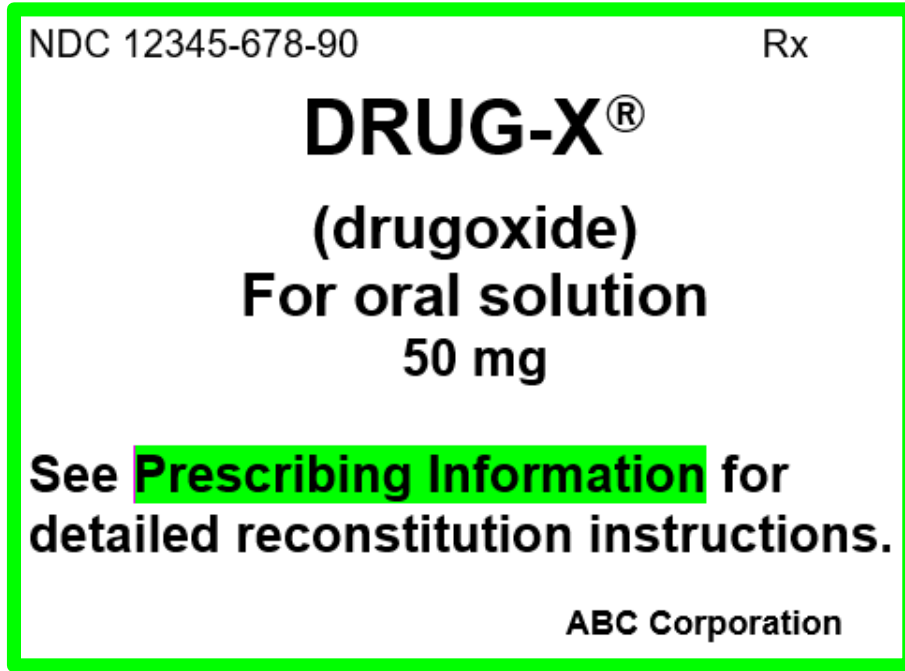 NDC 12345-678-90 Rx
DRUG-X®
(drugoxide)
For oral solution
50 mg
See Prescribing Information for
detailed reconstitution instructions.
ABC Corporation